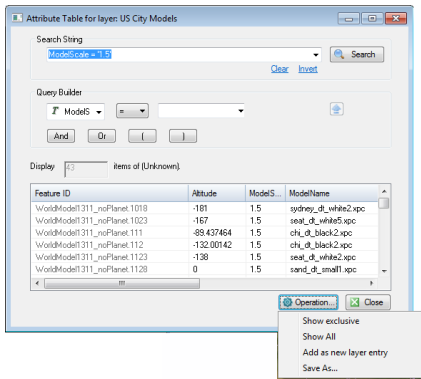 Attribute Table for layer: US City Models
Search String
ModelScale = '1.5'
Search
Clear Invert
Query Builder
T ModelS =
And Or ( )
Display 43 items of (Unknown).
Feature ID Altitude ModelS... ModelName
WorldModel1311_noPlanet.1018 -181 1.5 sydney_dt_white2.xpc
WorldModel1311_noPlanet.1023 -167 1.5 seat_dt_white5.xpc
WorldModel1311_noPlanet.111 -89.437464 1.5 chi_dt_black2.xpc
WorldModel1311_noPlanet.112 -132.00142 1.5 chi_dt_black2.xpc
WorldModel1311_noPlanet.1123 -138 1.5 seat_dt_white2.xpc
WorldModel1311_noPlanet.1128 0 1.5 sand_dt_small1.xpc
Operation... Close
Show exclusive
Show All
Add as new layer entry
Save As...